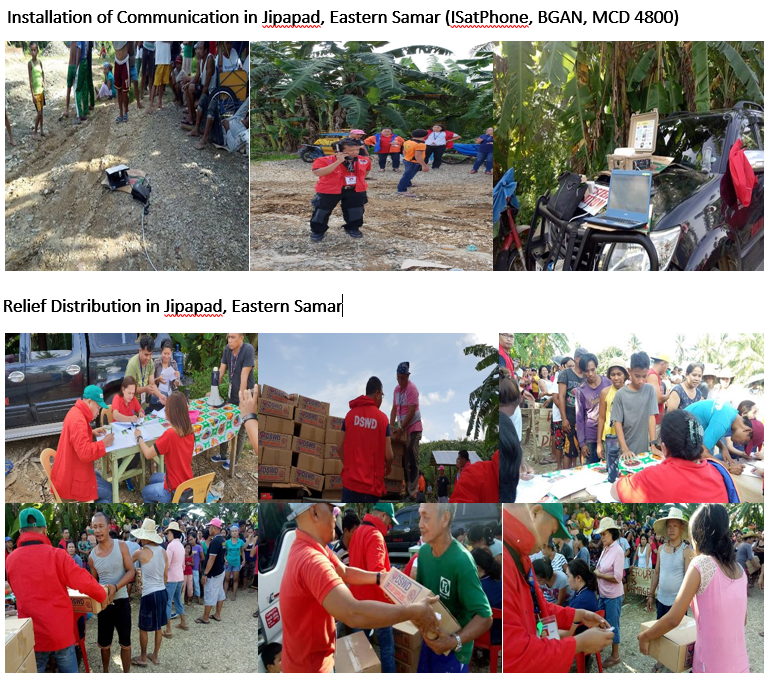 Installation of Communication in Jipapad, Eastern Samar (ISatPhone, BGAN, MCD 4800)
Relief Distribution in Jipapad, Eastern Samar
DSWD
DSWD
DSWD